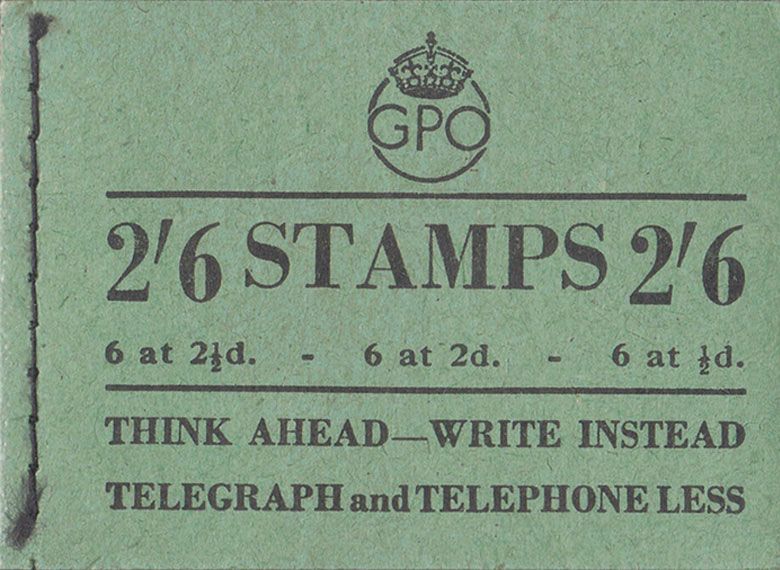 GPO
2'6 STAMPS 2'6
6 at 2½d. - 6 at 2d. - 6 at ½d.
THINK AHEAD—WRITE INSTEAD
TELEGRAPH and TELEPHONE LESS